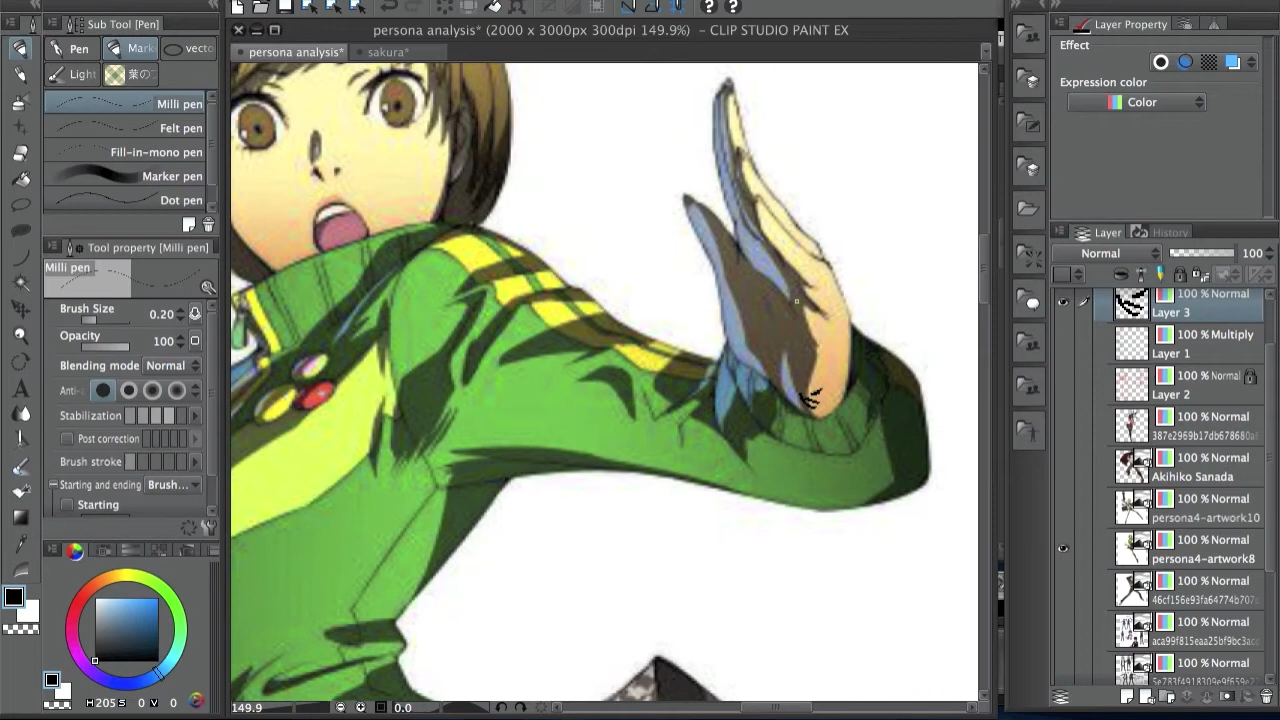 persona analysis* (2000 x 3000px 300dpi 149.9%)  – CLIP STUDIO PAINT EX
persona analysis*
sakura*
Sub Tool [Pen]
Pen
Mark
vecto
Light
葉の
Milli pen
Felt pen
Fill-in-mono pen
Marker pen
Dot pen
Tool property [Milli pen]
Milli pen
Brush Size 0.20
Opacity 100
Blending mode Normal
Anti-
Stabilization
Post correction
Brush stroke
Starting and ending Brush...
Starting
H 205 S 0 V 0
149.9 0.0
Layer Property
Effect
Expression color
Color
Layer
History
Normal 100
100 % Normal
Layer 3
100 % Multiply
Layer 1
100 % Normal
Layer 2
100 % Normal
100 % Normal
Akihiko Sanada
100 % Normal
persona4-artwork10
100 % Normal
persona4-artwork8
100 % Normal
100 % Normal
100 % Normal